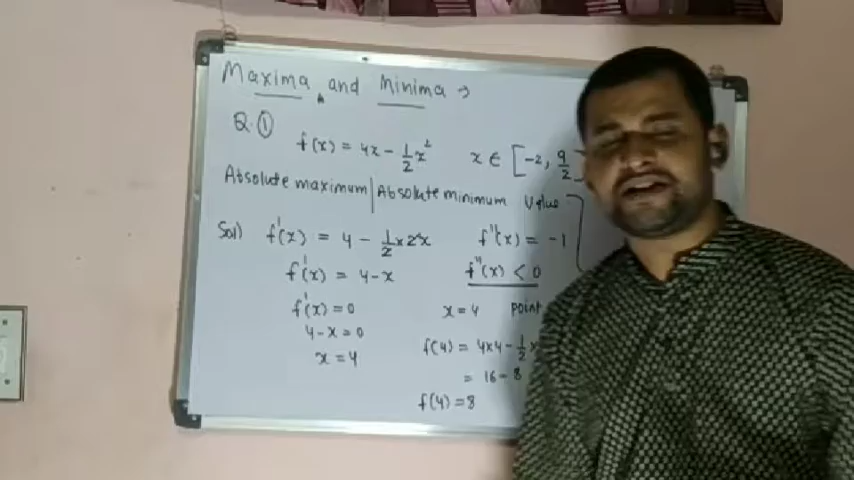 Maxima and Minima →
Q. ①
f(x) = 4x - 1/2 x² x ∈ [-2, 9/2
Absolute maximum | Absolute minimum Value
Sol) f'(x) = 4 - 1/2 × 2x f''(x) = -1
f'(x) = 4-x f''(x) < 0
f'(x) = 0 x = 4 point
4-x = 0 f(4) = 4×4 - 1/2 ×
x = 4 = 16 - 8
f(4) = 8